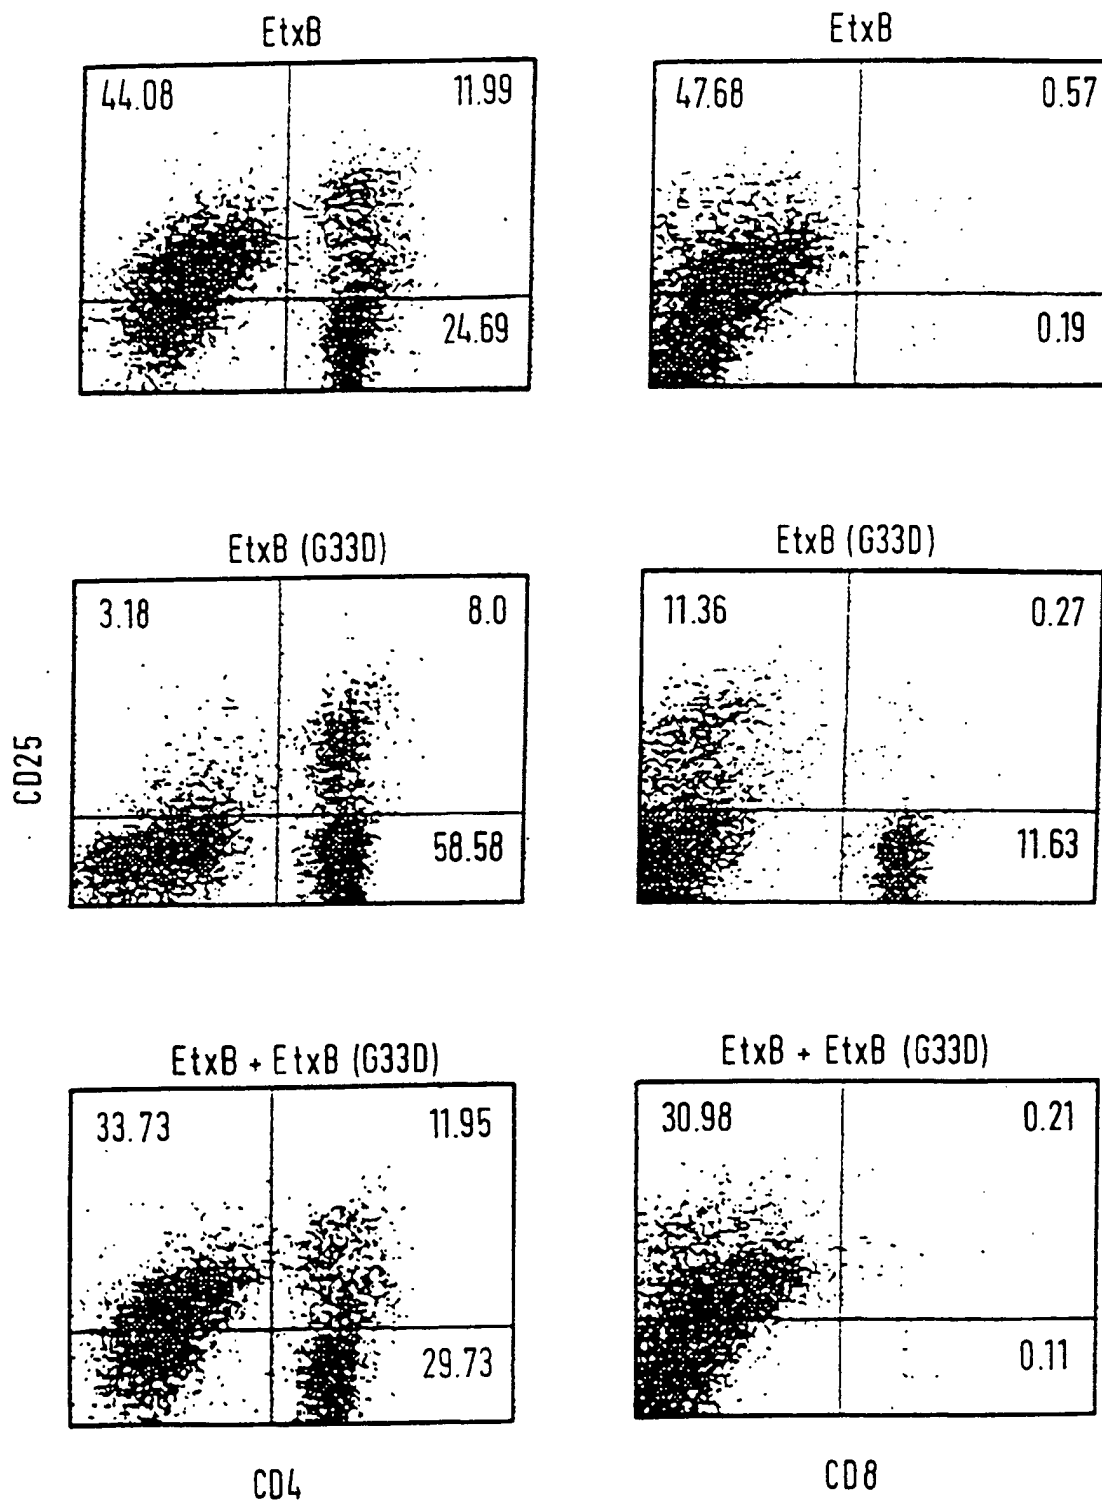 EtxB
EtxB
44.08
11.99
47.68
0.57
24.69
0.19
EtxB (G33D)
EtxB (G33D)
3.18
8.0
11.36
0.27
CD25
58.58
11.63
EtxB + EtxB (G33D)
EtxB + EtxB (G33D)
33.73
11.95
30.98
0.21
29.73
0.11
CD4
CD8